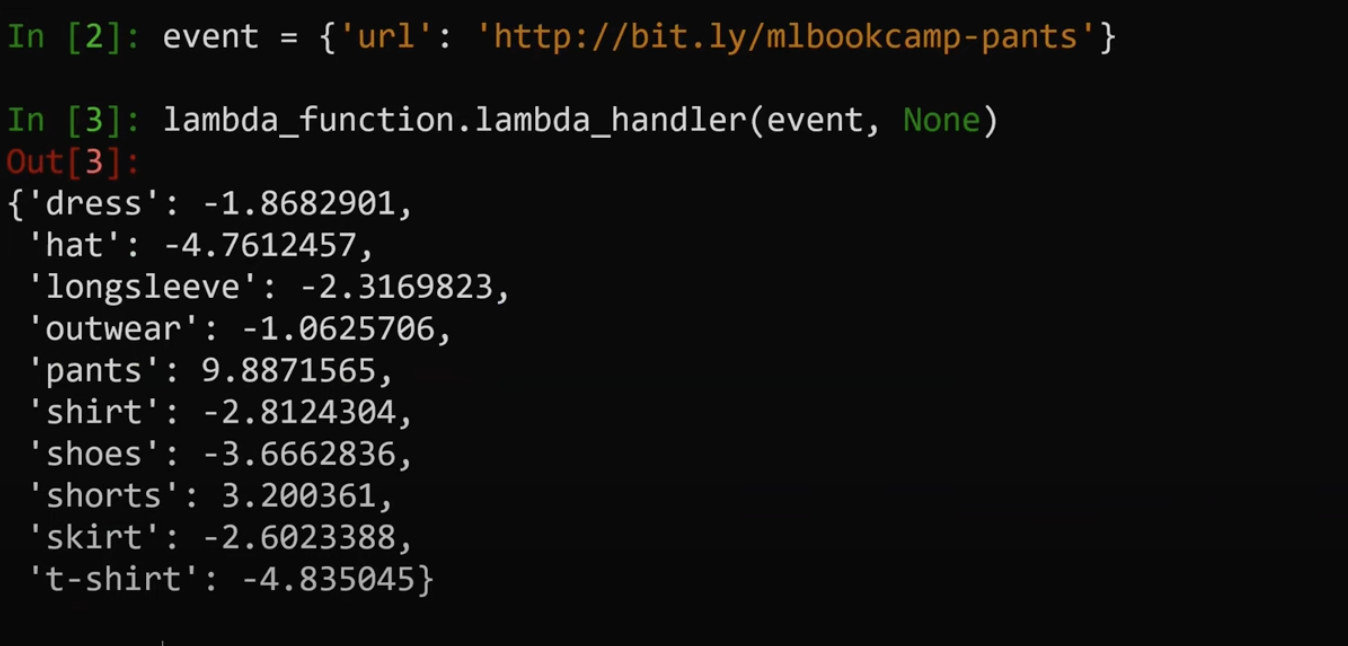 In [2]: event = {'url': 'http://bit.ly/mlbookcamp-pants'}
In [3]: lambda_function.lambda_handler(event, None)
Out[3]:
{'dress': -1.8682901,
'hat': -4.7612457,
'longsleeve': -2.3169823,
'outwear': -1.0625706,
'pants': 9.8871565,
'shirt': -2.8124304,
'shoes': -3.6662836,
'shorts': 3.200361,
'skirt': -2.6023388,
't-shirt': -4.835045}